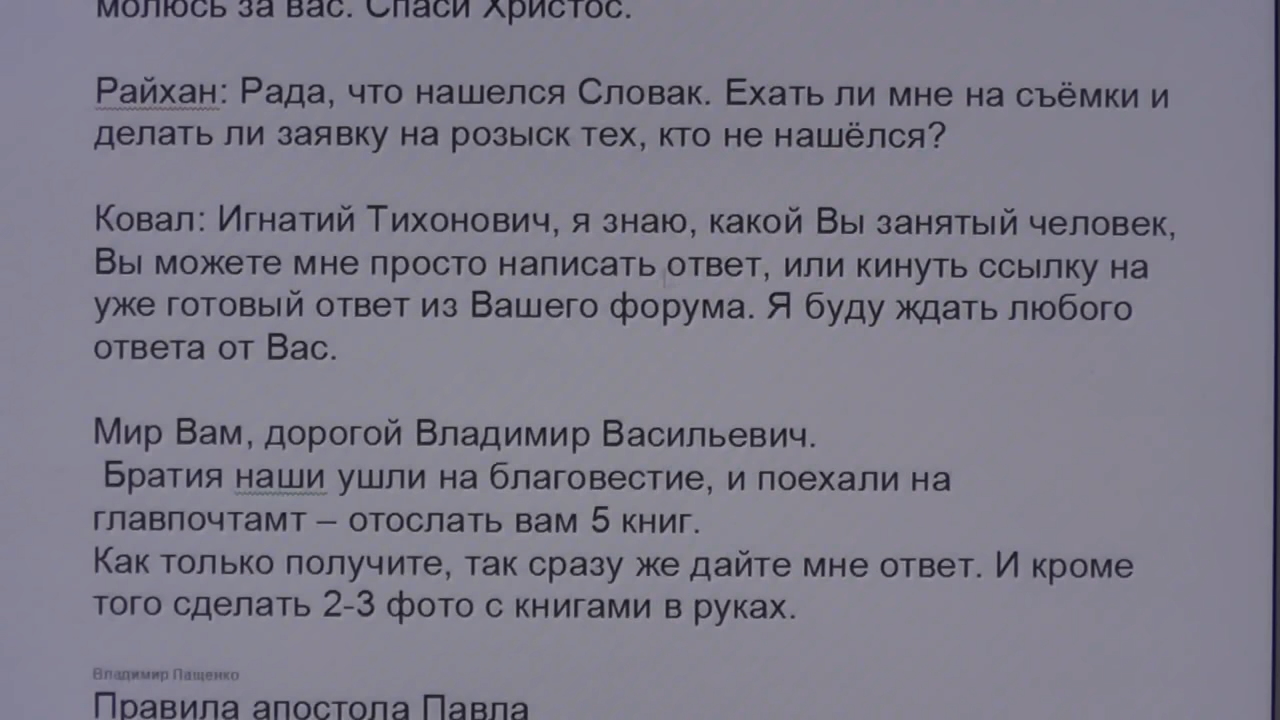 молюсь за вас. Спаси Христос.
Райхан: Рада, что нашелся Словак. Ехать ли мне на съёмки и
делать ли заявку на розыск тех, кто не нашёлся?
Ковал: Игнатий Тихонович, я знаю, какой Вы занятый человек,
Вы можете мне просто написать ответ, или кинуть ссылку на
уже готовый ответ из Вашего форума. Я буду ждать любого
ответа от Вас.
Мир Вам, дорогой Владимир Васильевич.
Братия наши ушли на благовестие, и поехали на
главпочтамт – отослать вам 5 книг.
Как только получите, так сразу же дайте мне ответ. И кроме
того сделать 2-3 фото с книгами в руках.
Владимир Пащенко
Правила апостола Павла